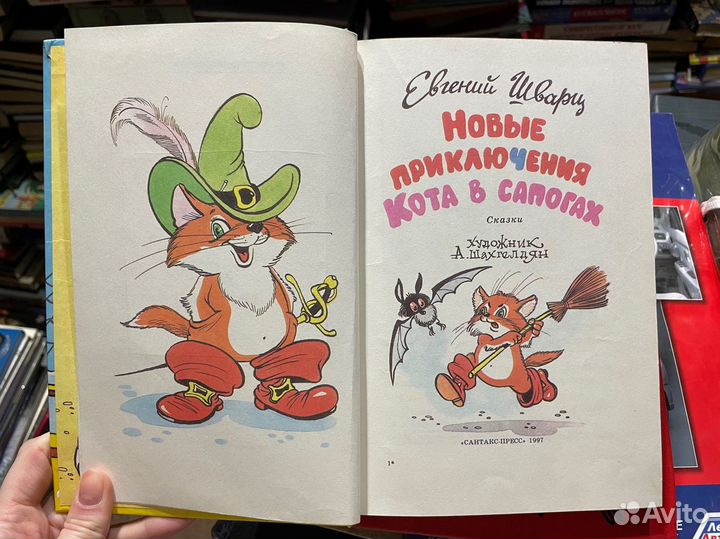 Евгений Шварц
НОВЫЕ
ПРИКЛЮЧЕНИЯ
КОТА В САПОГАХ
Сказки
ХУДОЖНИК
А. ШАХГЕЛДЯН
«САНТАКС-ПРЕСС» 1997
1*
Avito